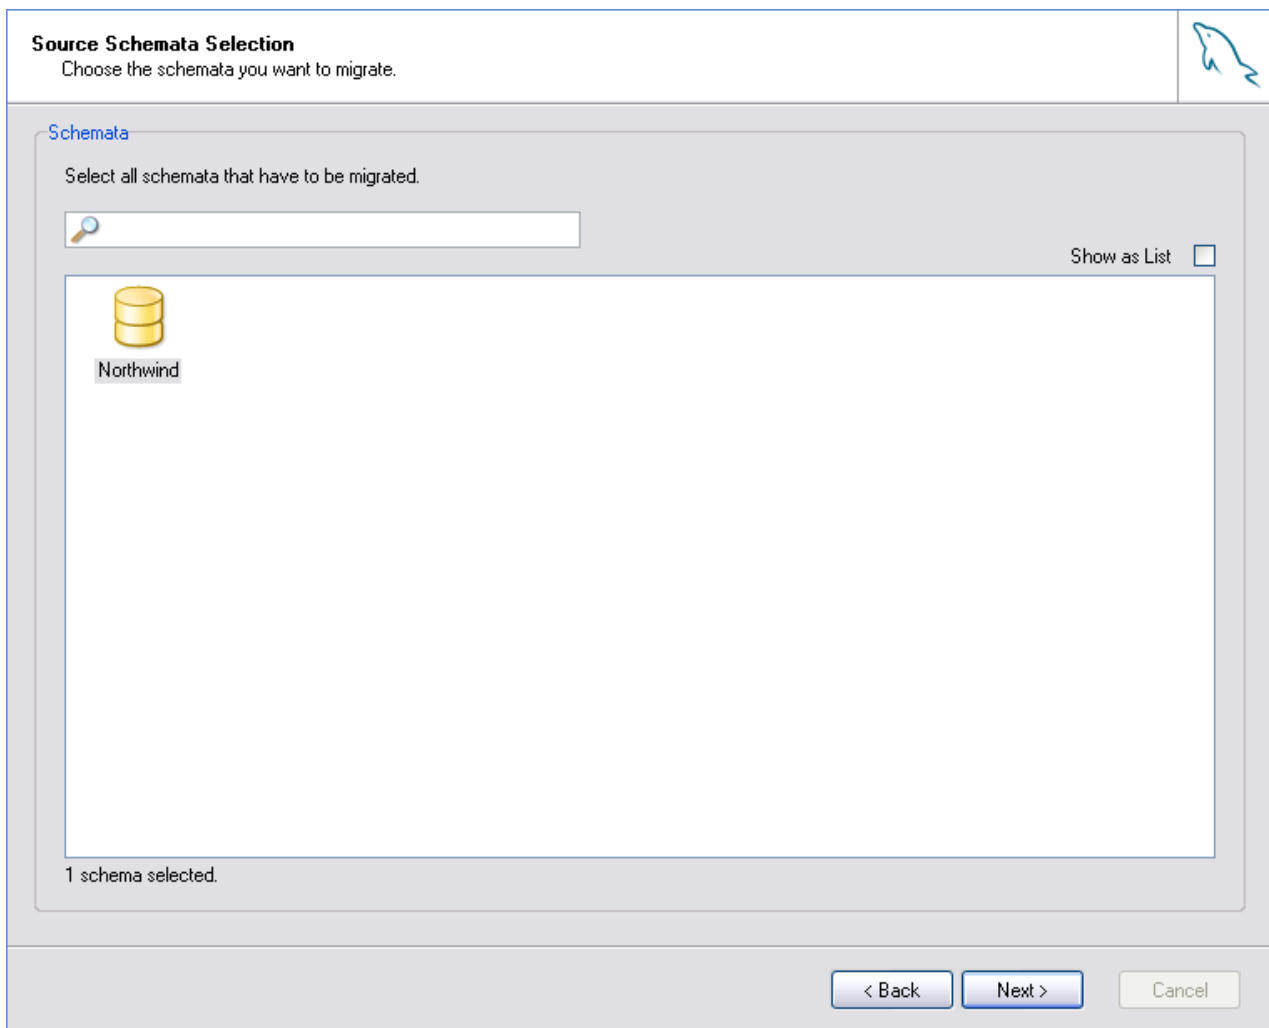 Source Schemata Selection
Choose the schemata you want to migrate.
Schemata
Select all schemata that have to be migrated.
Show as List
Northwind
1 schema selected.
< Back
Next >
Cancel